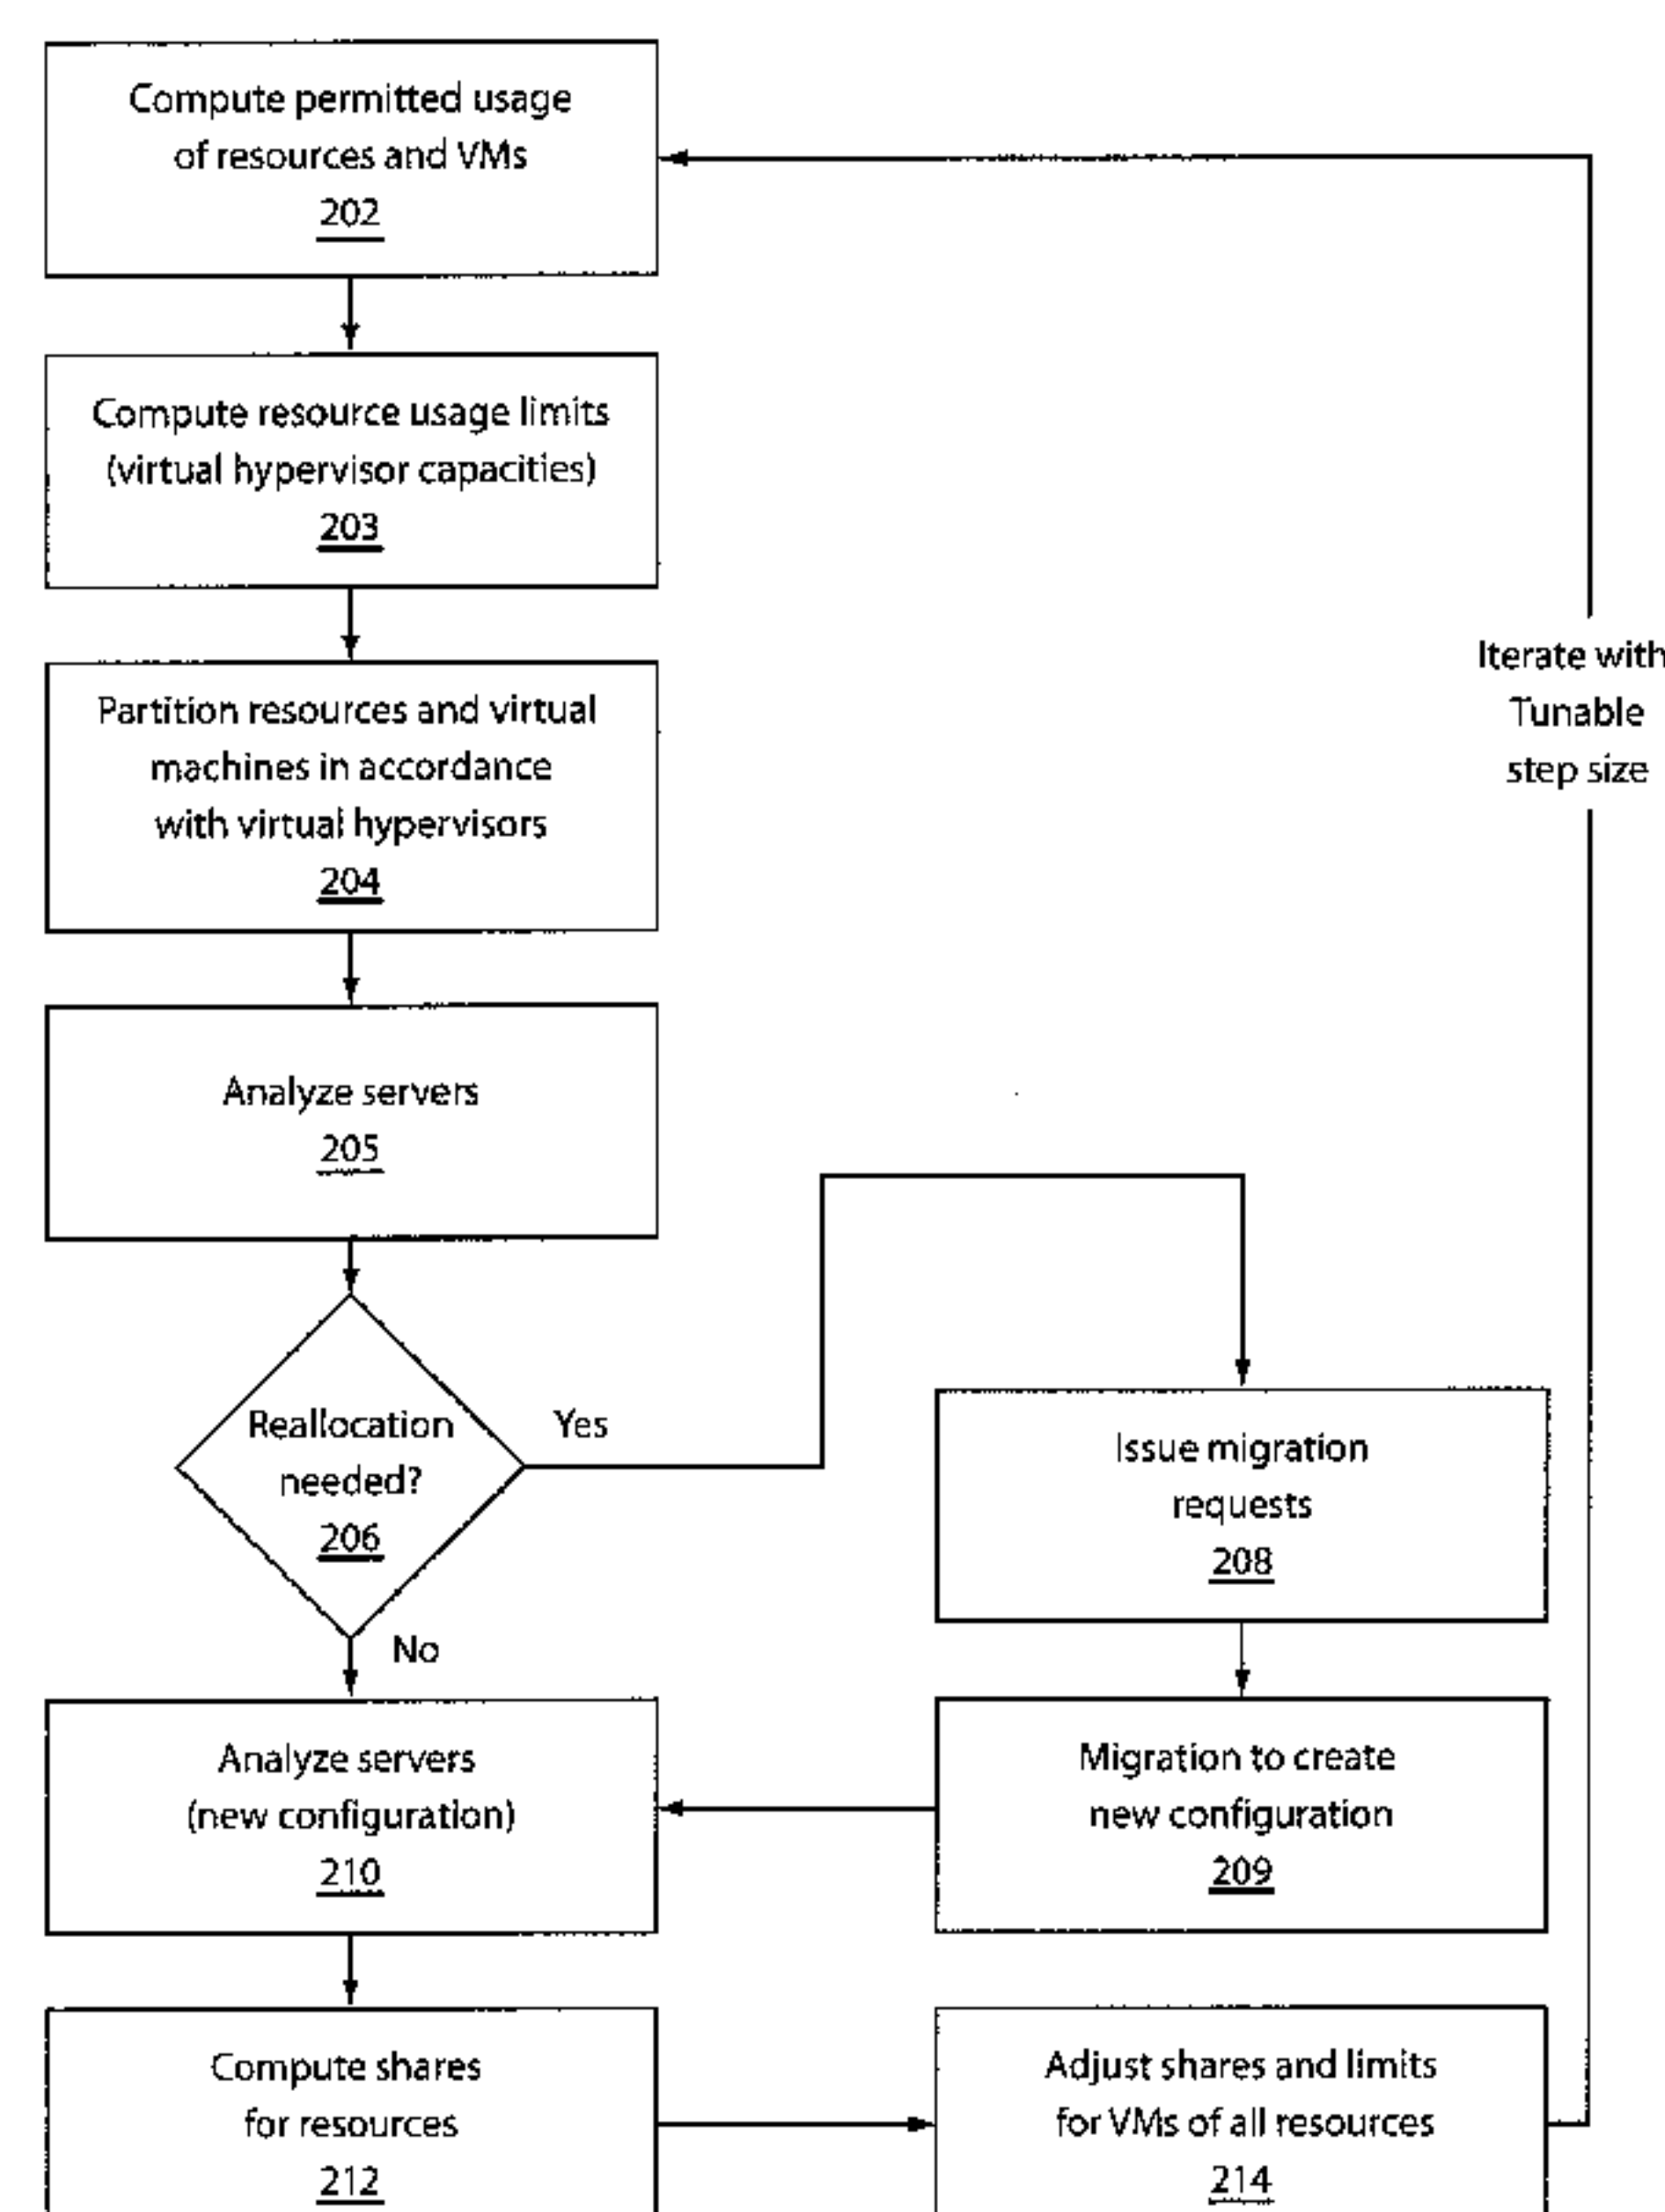 Compute permitted usage
of resources and VMs
202
Compute resource usage limits
(virtual hypervisor capacities)
203
Partition resources and virtual
machines in accordance
with virtual hypervisors
204
Iterate with
Tunable
step size
Analyze servers
205
Reallocation
needed?
206
Yes
No
Issue migration
requests
208
Migration to create
new configuration
209
Analyze servers
(new configuration)
210
Compute shares
for resources
212
Adjust shares and limits
for VMs of all resources
214